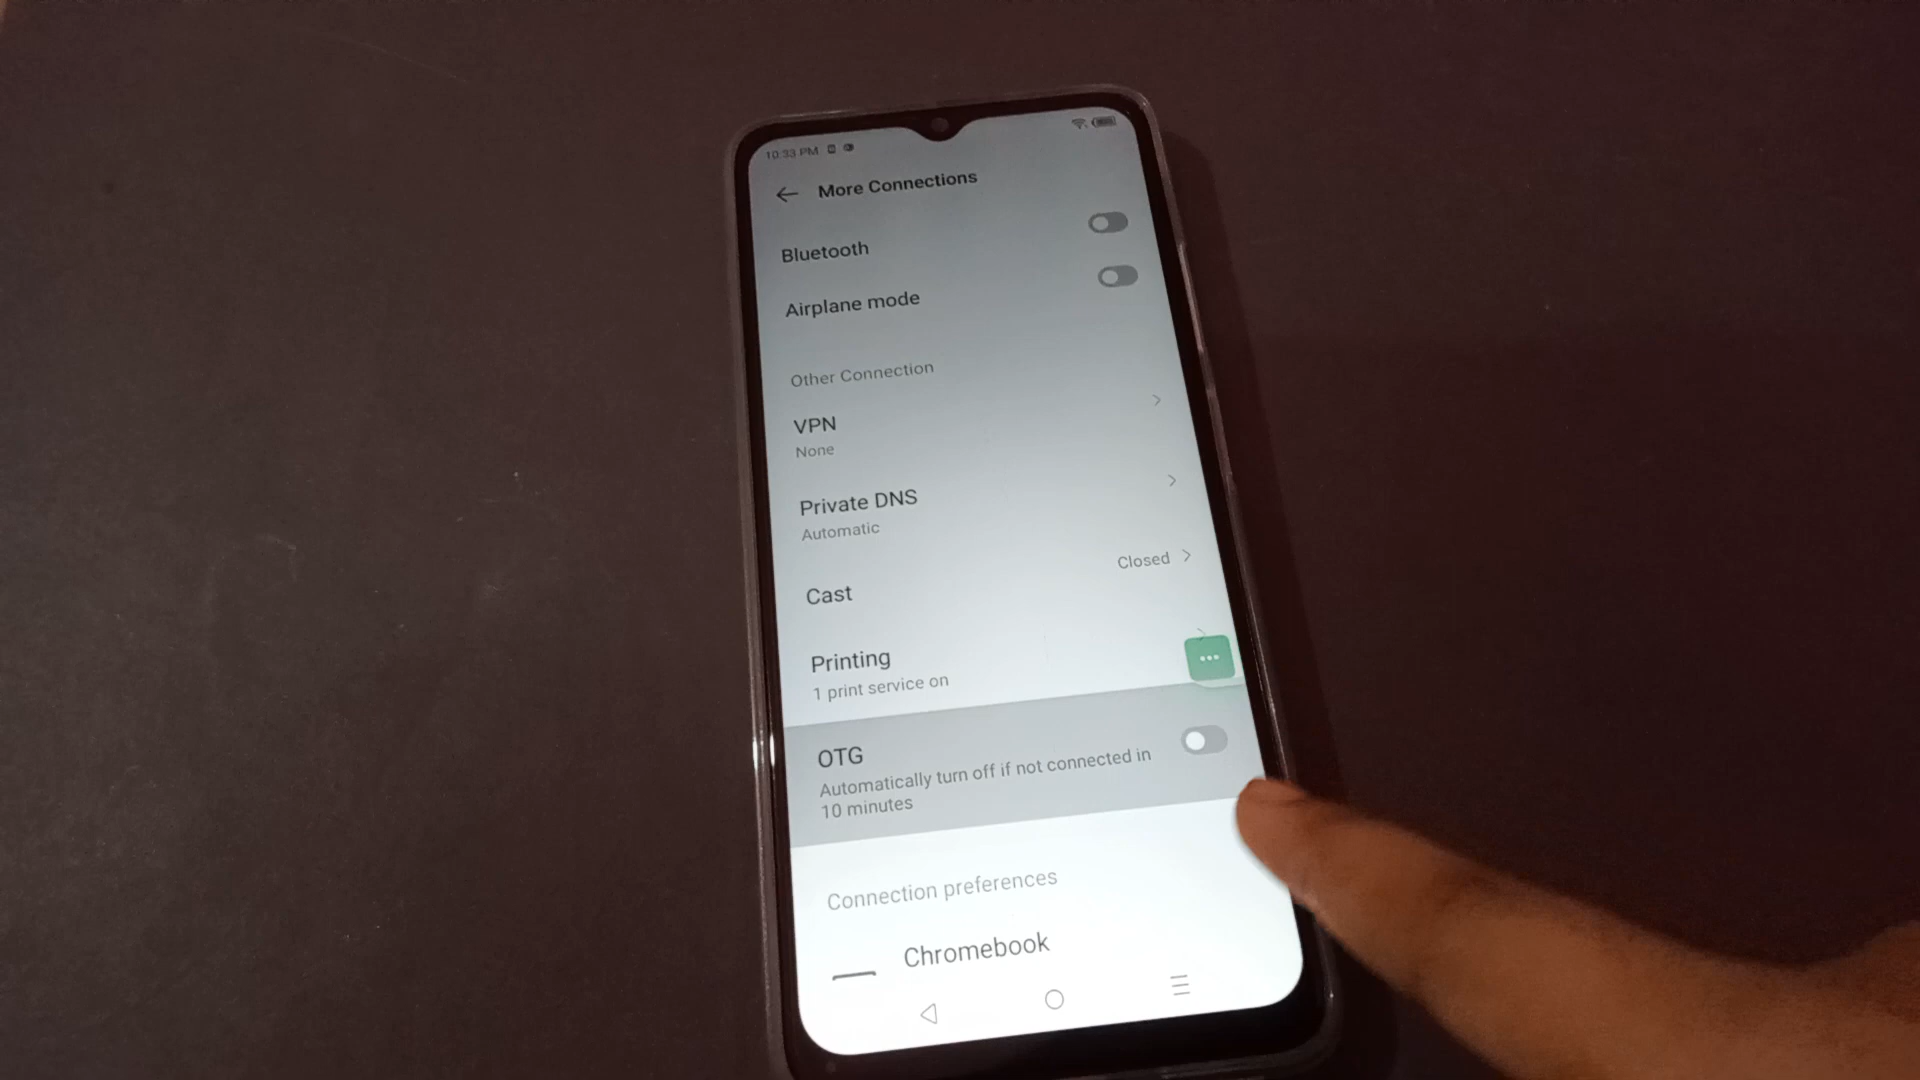 10:33 PM
More Connections
Bluetooth
Airplane mode
Other Connection
VPN
None
Private DNS
Automatic
Cast
Closed
Printing
1 print service on
OTG
Automatically turn off if not connected in
10 minutes
Connection preferences
Chromebook